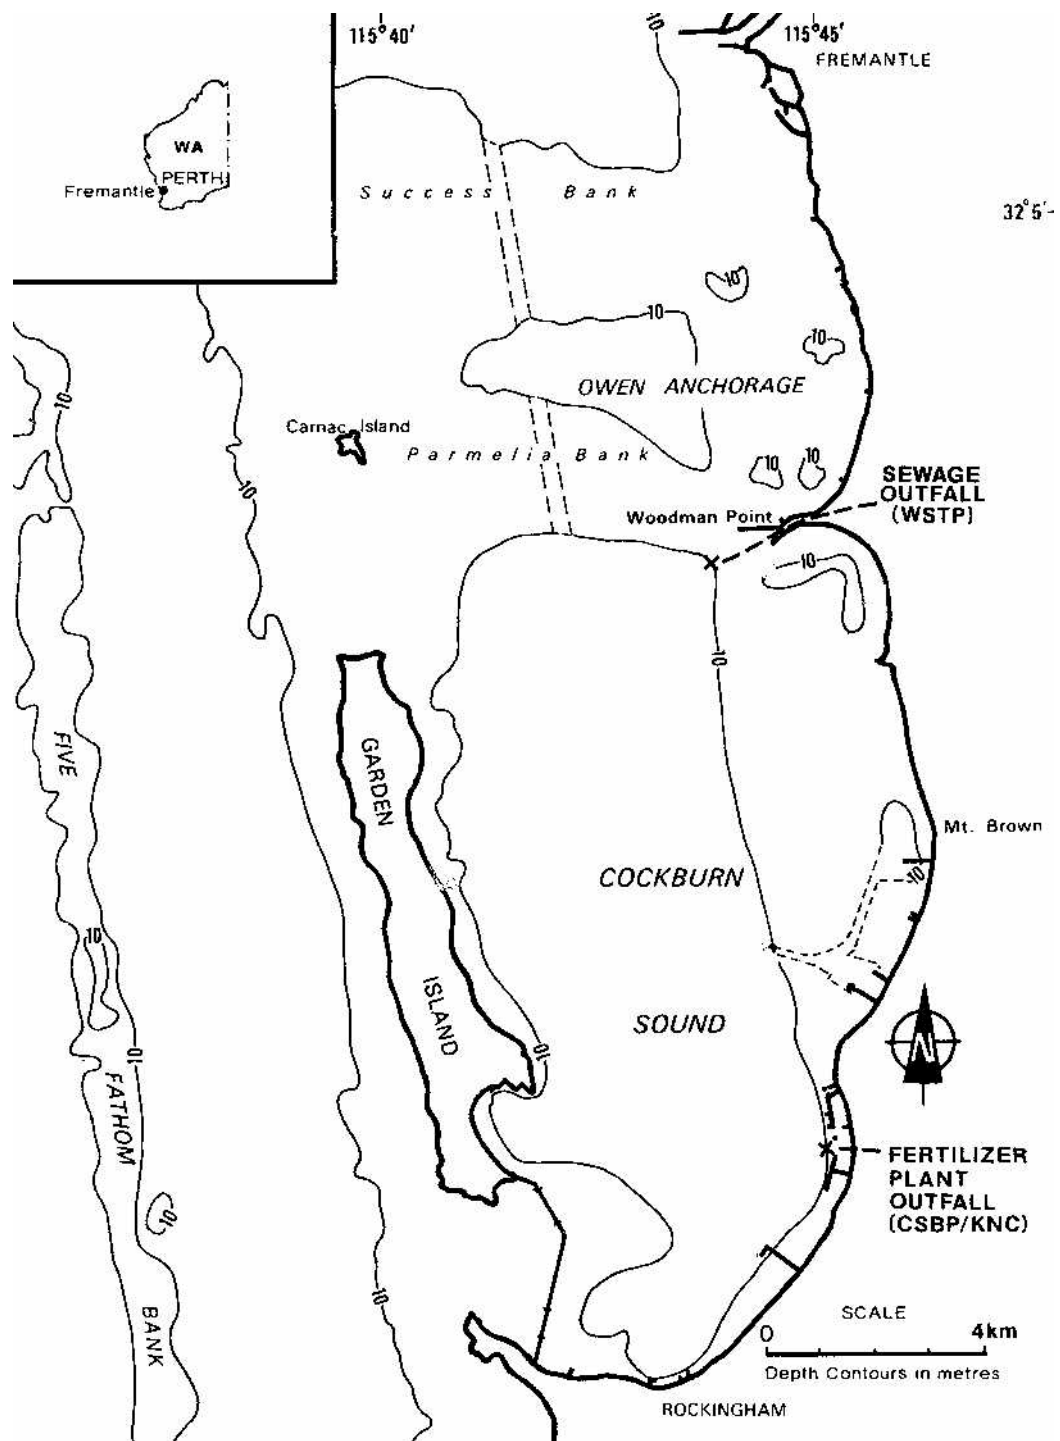 115°40'
115°45'
FREMANTLE
WA
PERTH
Fremantle
Success Bank
32°5'
10
10
10
10
10
OWEN ANCHORAGE
Carnac Island
Parmelia Bank
10
10
SEWAGE
OUTFALL
(WSTP)
10
Woodman Point
10
10
FIVE
GARDEN
Mt. Brown
COCKBURN
10
10
ISLAND
SOUND
N
10
10
FATHOM
FERTILIZER
PLANT
OUTFALL
(CSBP/KNC)
10
10
BANK
SCALE
0
4km
Depth Contours in metres
ROCKINGHAM